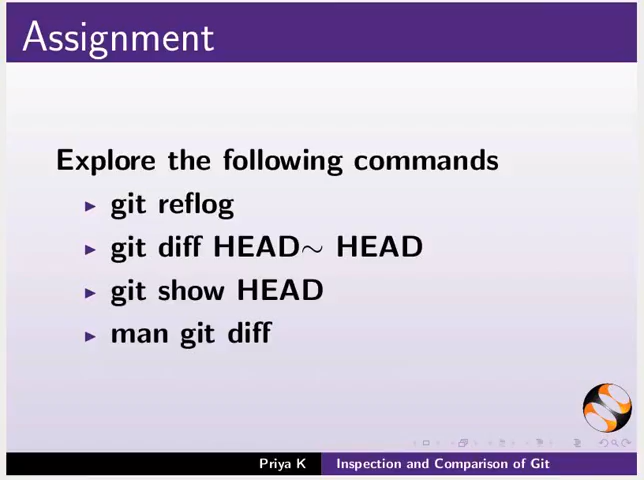 Assignment
Explore the following commands
git reflog
git diff HEAD~ HEAD
git show HEAD
man git diff
Priya K
Inspection and Comparison of Git